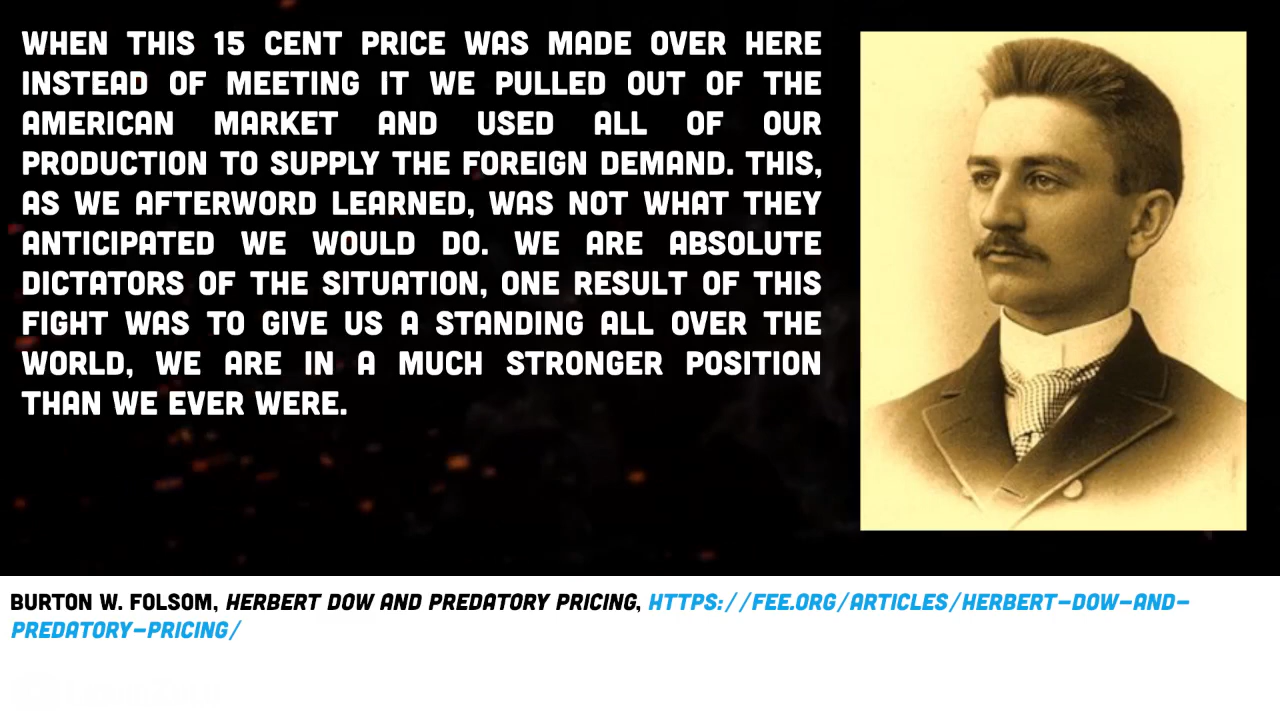 WHEN THIS 15 CENT PRICE WAS MADE OVER HERE
INSTEAD OF MEETING IT WE PULLED OUT OF THE
AMERICAN MARKET AND USED ALL OF OUR
PRODUCTION TO SUPPLY THE FOREIGN DEMAND. THIS,
AS WE AFTERWORD LEARNED, WAS NOT WHAT THEY
ANTICIPATED WE WOULD DO. WE ARE ABSOLUTE
DICTATORS OF THE SITUATION, ONE RESULT OF THIS
FIGHT WAS TO GIVE US A STANDING ALL OVER THE
WORLD, WE ARE IN A MUCH STRONGER POSITION
THAN WE EVER WERE.
BURTON W. FOLSOM, HERBERT DOW AND PREDATORY PRICING, HTTPS://FEE.ORG/ARTICLES/HERBERT-DOW-AND-
PREDATORY-PRICING/